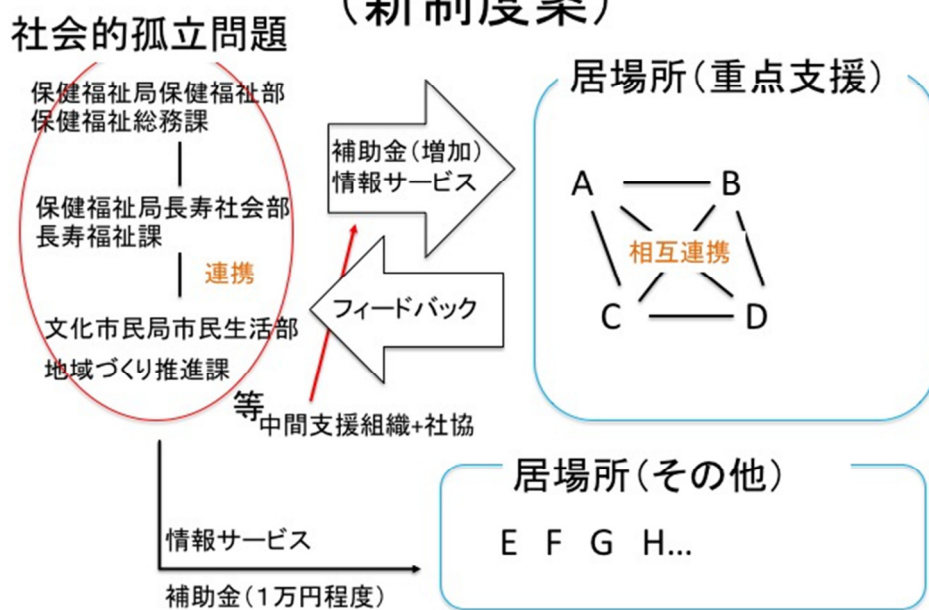 （新制度案）
社会的孤立問題
保健福祉局保健福祉部
保健福祉総務課
保健福祉局長寿社会部
長寿福祉課
連携
文化市民局市民生活部
地域づくり推進課
等
補助金（増加）
情報サービス
フィードバック
中間支援組織+社協
居場所（重点支援）
A B
相互連携
C D
情報サービス
補助金（１万円程度）
居場所（その他）
E F G H…